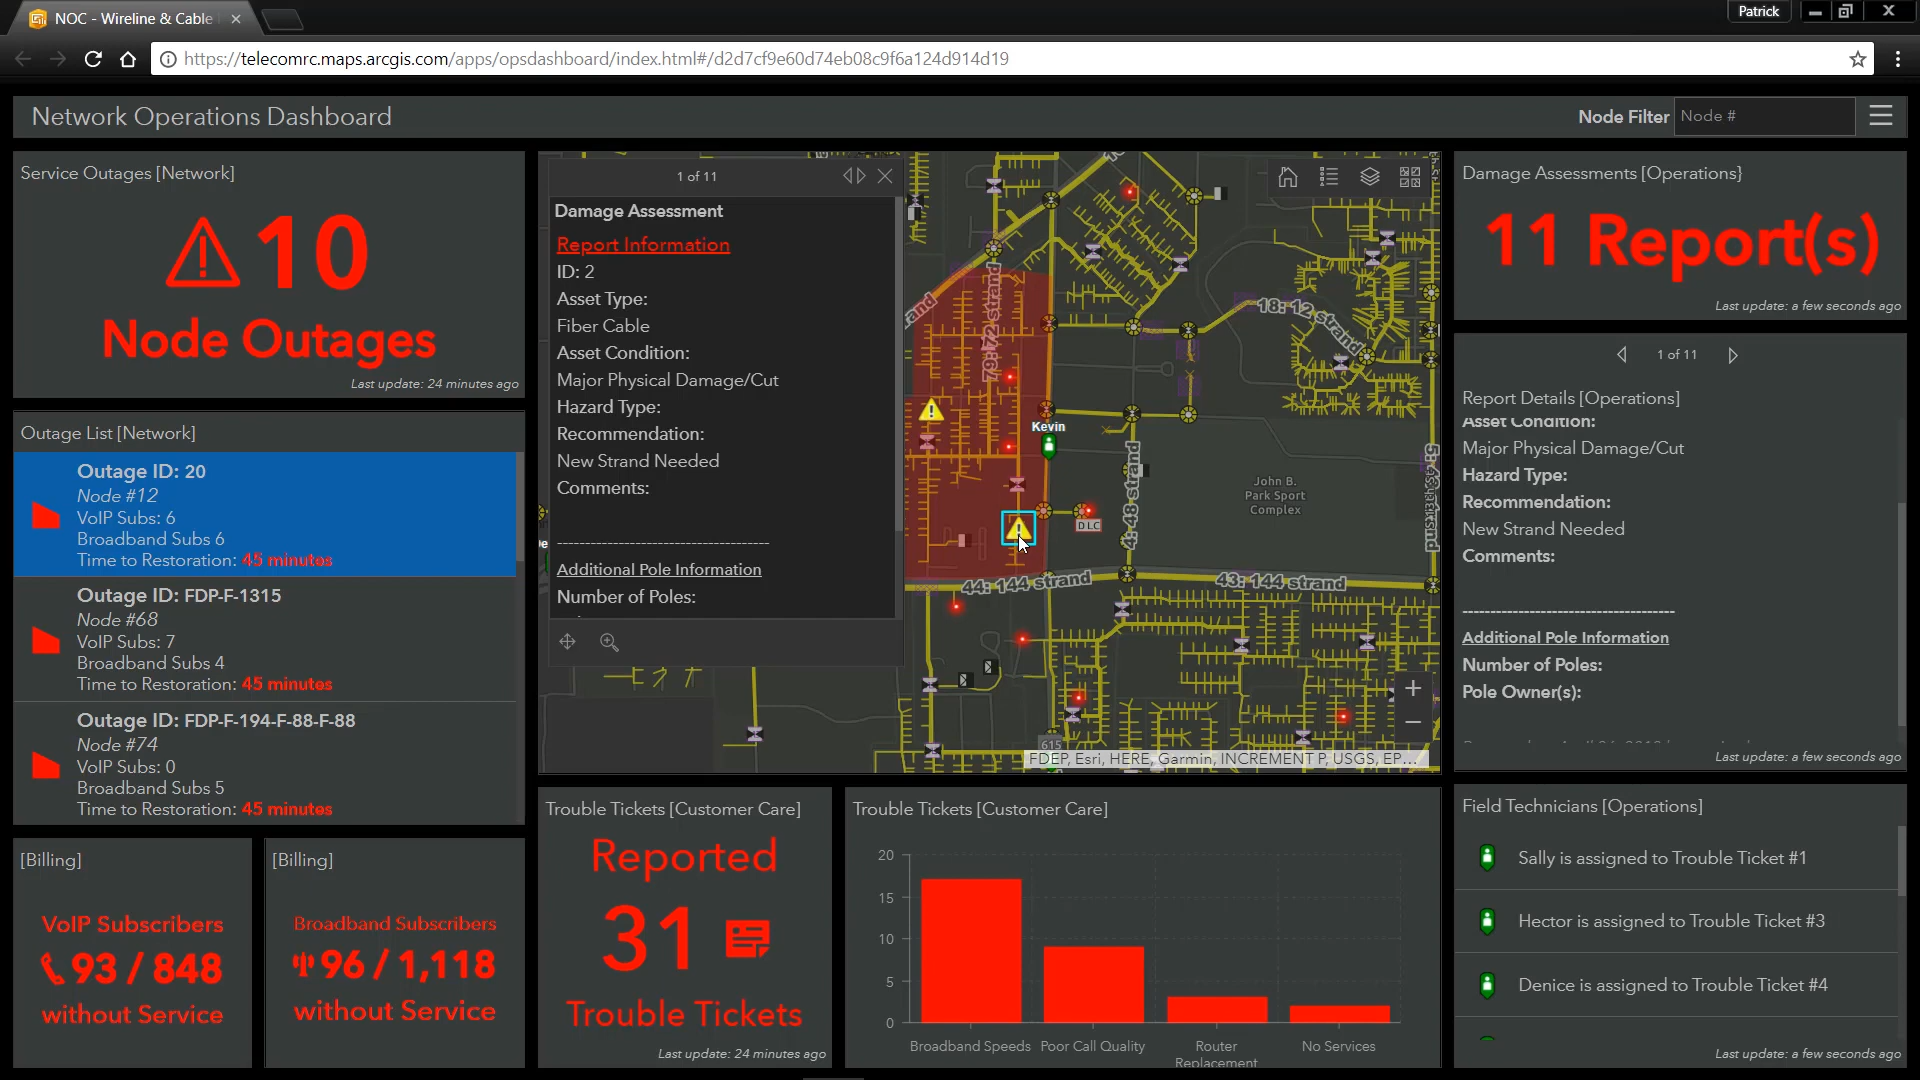 NOC - Wireline & Cable
Patrick
https://telecomrc.maps.arcgis.com/apps/opsdashboard/index.html#/d2d7cf9e60d74eb08c9f6a124d914d19
Network Operations Dashboard
Node Filter
Node #
Service Outages [Network]
10
Node Outages
Last update: 24 minutes ago
Outage List [Network]
Outage ID: 20
Node #12
VoIP Subs: 6
Broadband Subs 6
Time to Restoration: 45 minutes
Outage ID: FDP-F-1315
Node #68
VoIP Subs: 7
Broadband Subs 4
Time to Restoration: 45 minutes
Outage ID: FDP-F-194-F-88-F-88
Node #74
VoIP Subs: 0
Broadband Subs 5
Time to Restoration: 45 minutes
[Billing]
VoIP Subscribers
93 / 848
without Service
[Billing]
Broadband Subscribers
96 / 1,118
without Service
1 of 11
Damage Assessment
Report Information
ID: 2
Asset Type:
Fiber Cable
Asset Condition:
Major Physical Damage/Cut
Hazard Type:
Recommendation:
New Strand Needed
Comments:
--------------------------------------
Additional Pole Information
Number of Poles:
79: 72 strand
18: 12 strand
Kevin
DLC
4: 48 strand
John B.
Park Sport
Complex
44: 144 strand
43: 144 strand
615
FDEP, Esri, HERE, Garmin, INCREMENT P, USGS, EP...
Trouble Tickets [Customer Care]
Reported
31
Trouble Tickets
Last update: 24 minutes ago
Trouble Tickets [Customer Care]
20
15
10
5
0
Broadband Speeds
Poor Call Quality
Router
Replacement
No Services
Damage Assessments [Operations}
11 Report(s)
Last update: a few seconds ago
1 of 11
Report Details [Operations]
Asset Condition:
Major Physical Damage/Cut
Hazard Type:
Recommendation:
New Strand Needed
Comments:
--------------------------------------
Additional Pole Information
Number of Poles:
Pole Owner(s):
Last update: a few seconds ago
Field Technicians [Operations]
Sally is assigned to Trouble Ticket #1
Hector is assigned to Trouble Ticket #3
Denice is assigned to Trouble Ticket #4
Last update: a few seconds ago